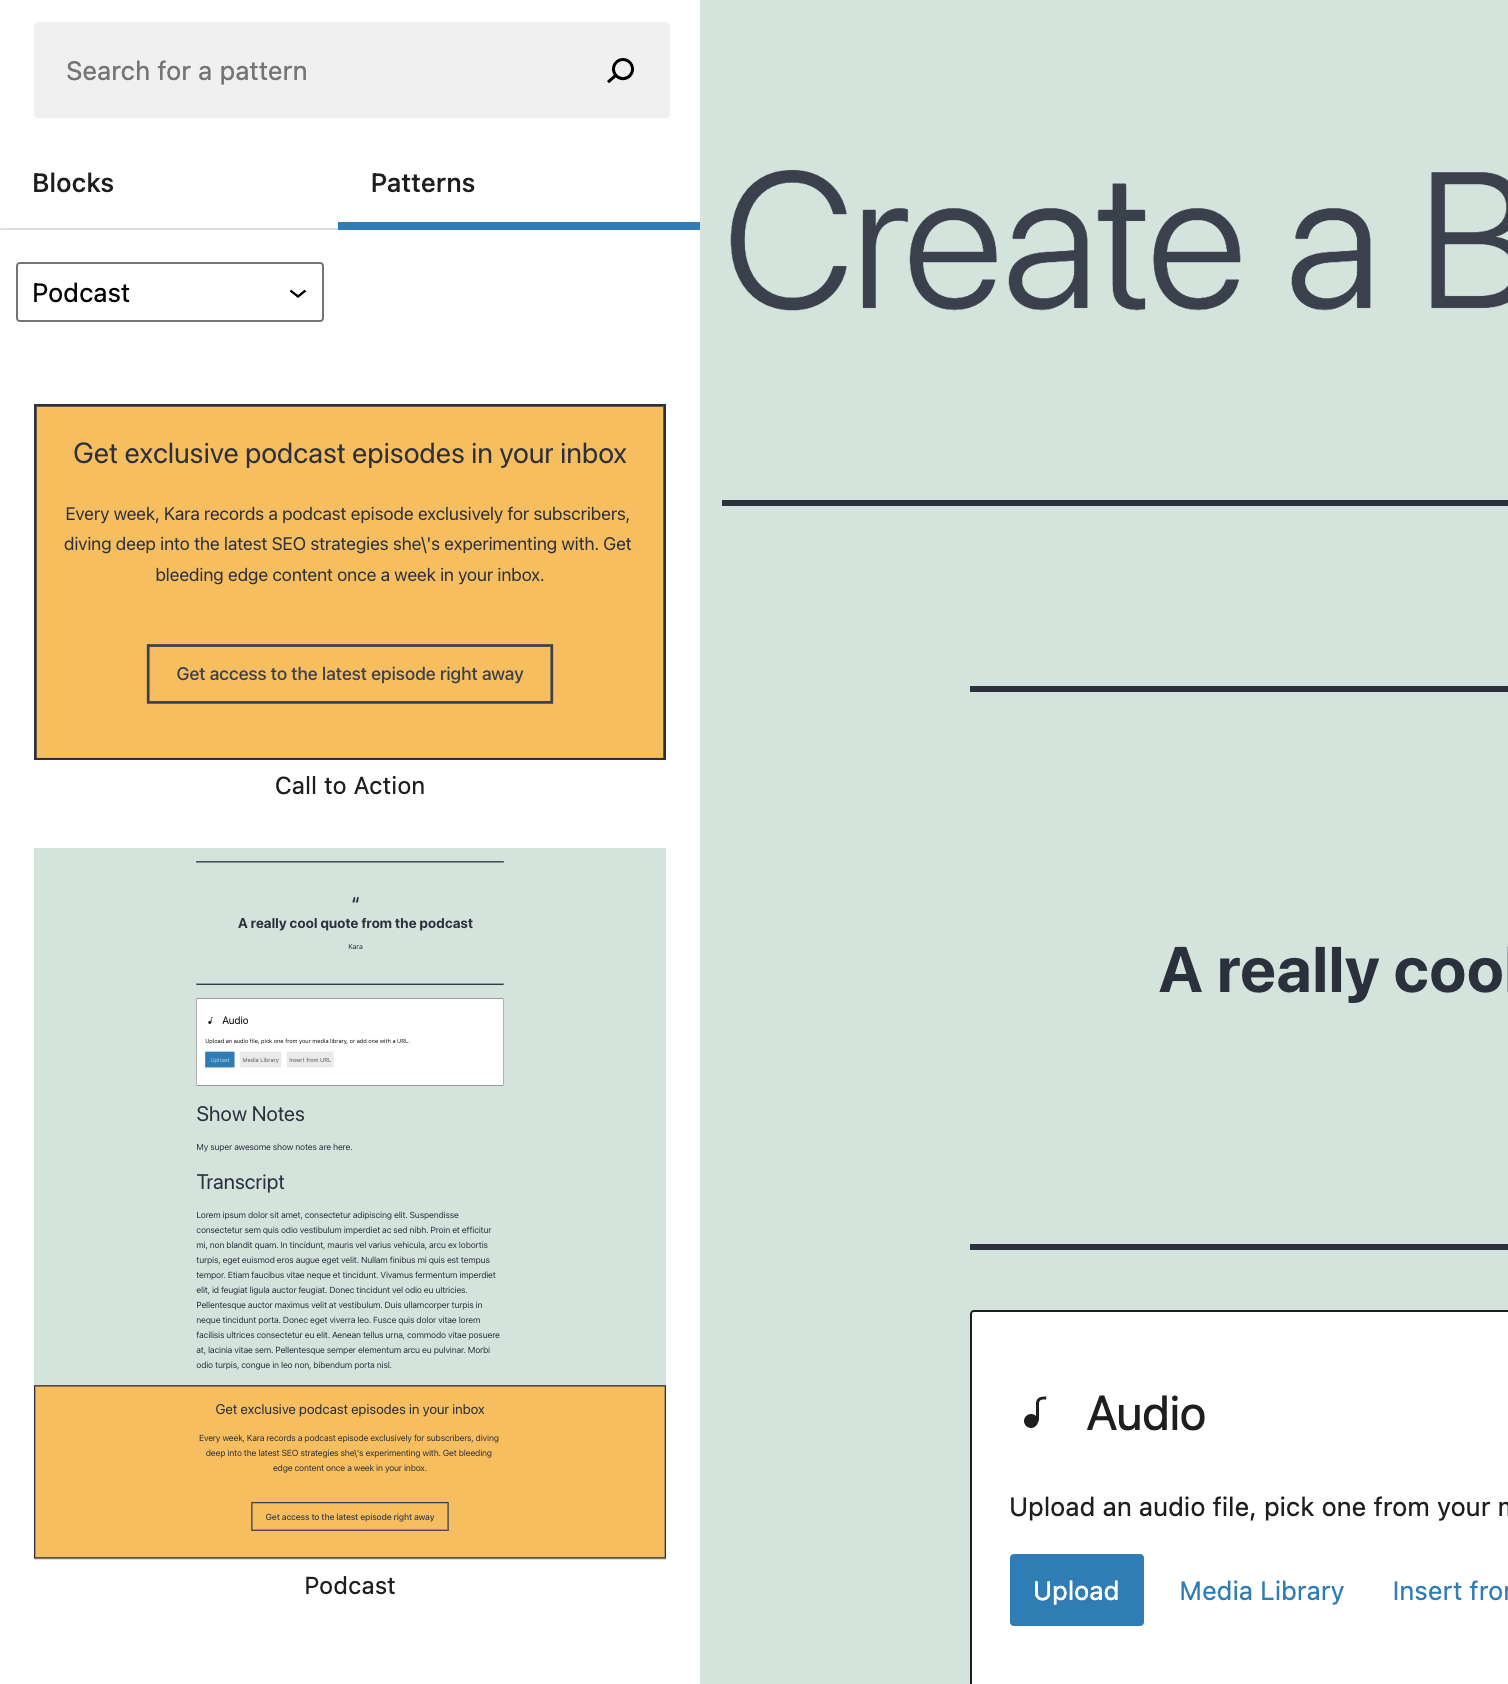 Search for a pattern
Blocks
Patterns
Podcast
Get exclusive podcast episodes in your inbox
Every week, Kara records a podcast episode exclusively for subscribers,
diving deep into the latest SEO strategies she\'s experimenting with. Get
bleeding edge content once a week in your inbox.
Get access to the latest episode right away
Call to Action
“
A really cool quote from the podcast
Kara
Audio
Upload an audio file, pick one from your media library, or add one with a URL.
Upload
Media Library
Insert from URL
Show Notes
My super awesome show notes are here.
Transcript
Lorem ipsum dolor sit amet, consectetur adipiscing elit. Suspendisse
consectetur sem quis odio vestibulum imperdiet ac sed nibh. Proin et efficitur
mi, non blandit quam. In tincidunt, mauris vel varius vehicula, arcu ex lobortis
turpis, eget euismod eros augue eget velit. Nullam finibus mi quis est tempus
tempor. Etiam faucibus vitae neque et tincidunt. Vivamus fermentum imperdiet
elit, id feugiat ligula auctor feugiat. Donec tincidunt vel odio eu ultricies.
Pellentesque auctor maximus velit at vestibulum. Duis ullamcorper turpis in
neque tincidunt porta. Donec eget viverra leo. Fusce quis dolor vitae lorem
facilisis ultrices consectetur eu elit. Aenean tellus urna, commodo vitae posuere
at, lacinia vitae sem. Pellentesque semper elementum arcu eu pulvinar. Morbi
odio turpis, congue in leo non, bibendum porta nisl.
Get exclusive podcast episodes in your inbox
Every week, Kara records a podcast episode exclusively for subscribers, diving
deep into the latest SEO strategies she\'s experimenting with. Get bleeding
edge content once a week in your inbox.
Get access to the latest episode right away
Podcast
Create a B
A really cool
Audio
Upload an audio file, pick one from your
Upload
Media Library
Insert